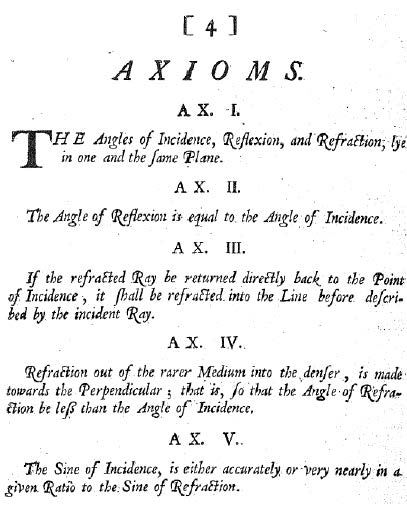 [ 4 ]
AXIOMS.
AX. I.
THE Angles of Incidence, Reflexion, and Refraction, lye
in one and the ſame Plane.
AX. II.
The Angle of Reflexion is equal to the Angle of Incidence.
AX. III.
If the refracted Ray be returned directly back to the Point
of Incidence, it ſhall be refracted into the Line before deſcri-
bed by the incident Ray.
AX. IV.
Refraction out of the rarer Medium into the denſer, is made
towards the Perpendicular; that is, ſo that the Angle of Refra-
ction be leſs than the Angle of Incidence.
AX. V.
The Sine of Incidence, is either accurately or very nearly in a
given Ratio to the Sine of Refraction.